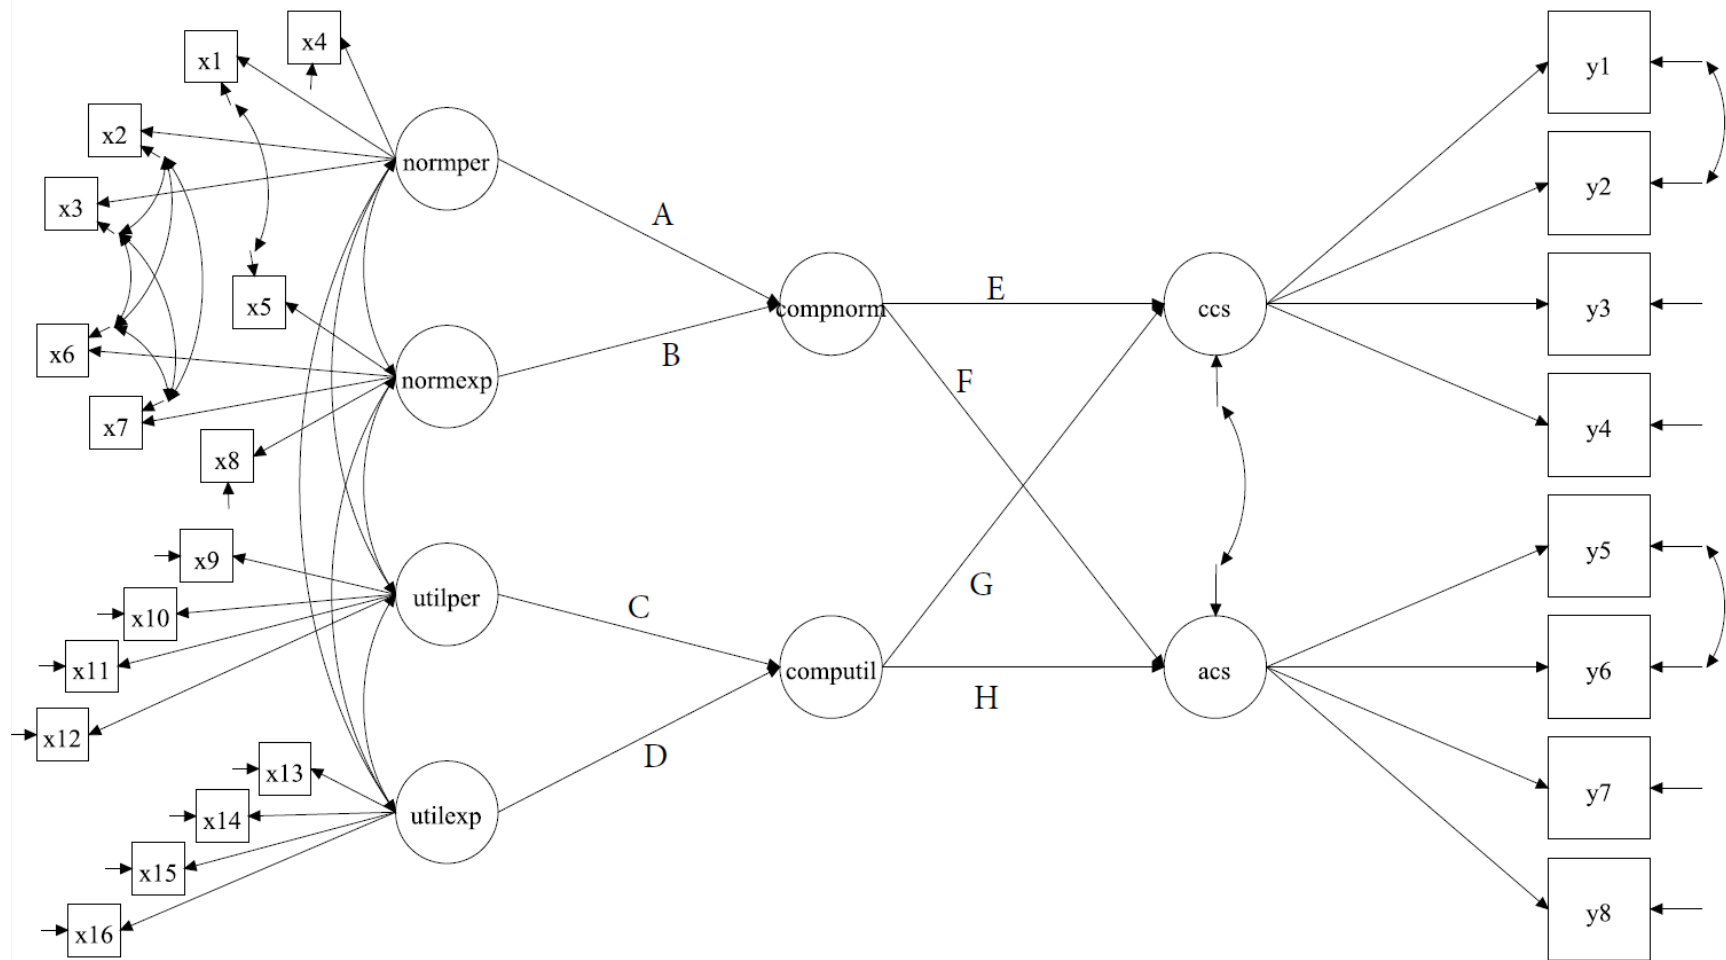 x4
x1
x2
normper
x3
A
x5
compnorm
E
ccs
x6
B
normexp
F
x7
x8
x9
G
utilper
C
x10
x11
computil
acs
H
x12
D
x13
utilexp
x14
x15
x16
y1
y2
y3
y4
y5
y6
y7
y8